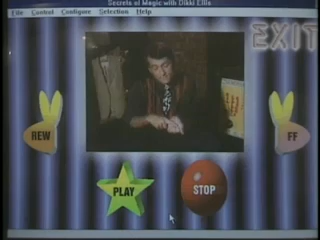 Secrets of Magic with Dikki Ellis
File Control Configure Selection Help
EXIT
REW
FF
PLAY
STOP